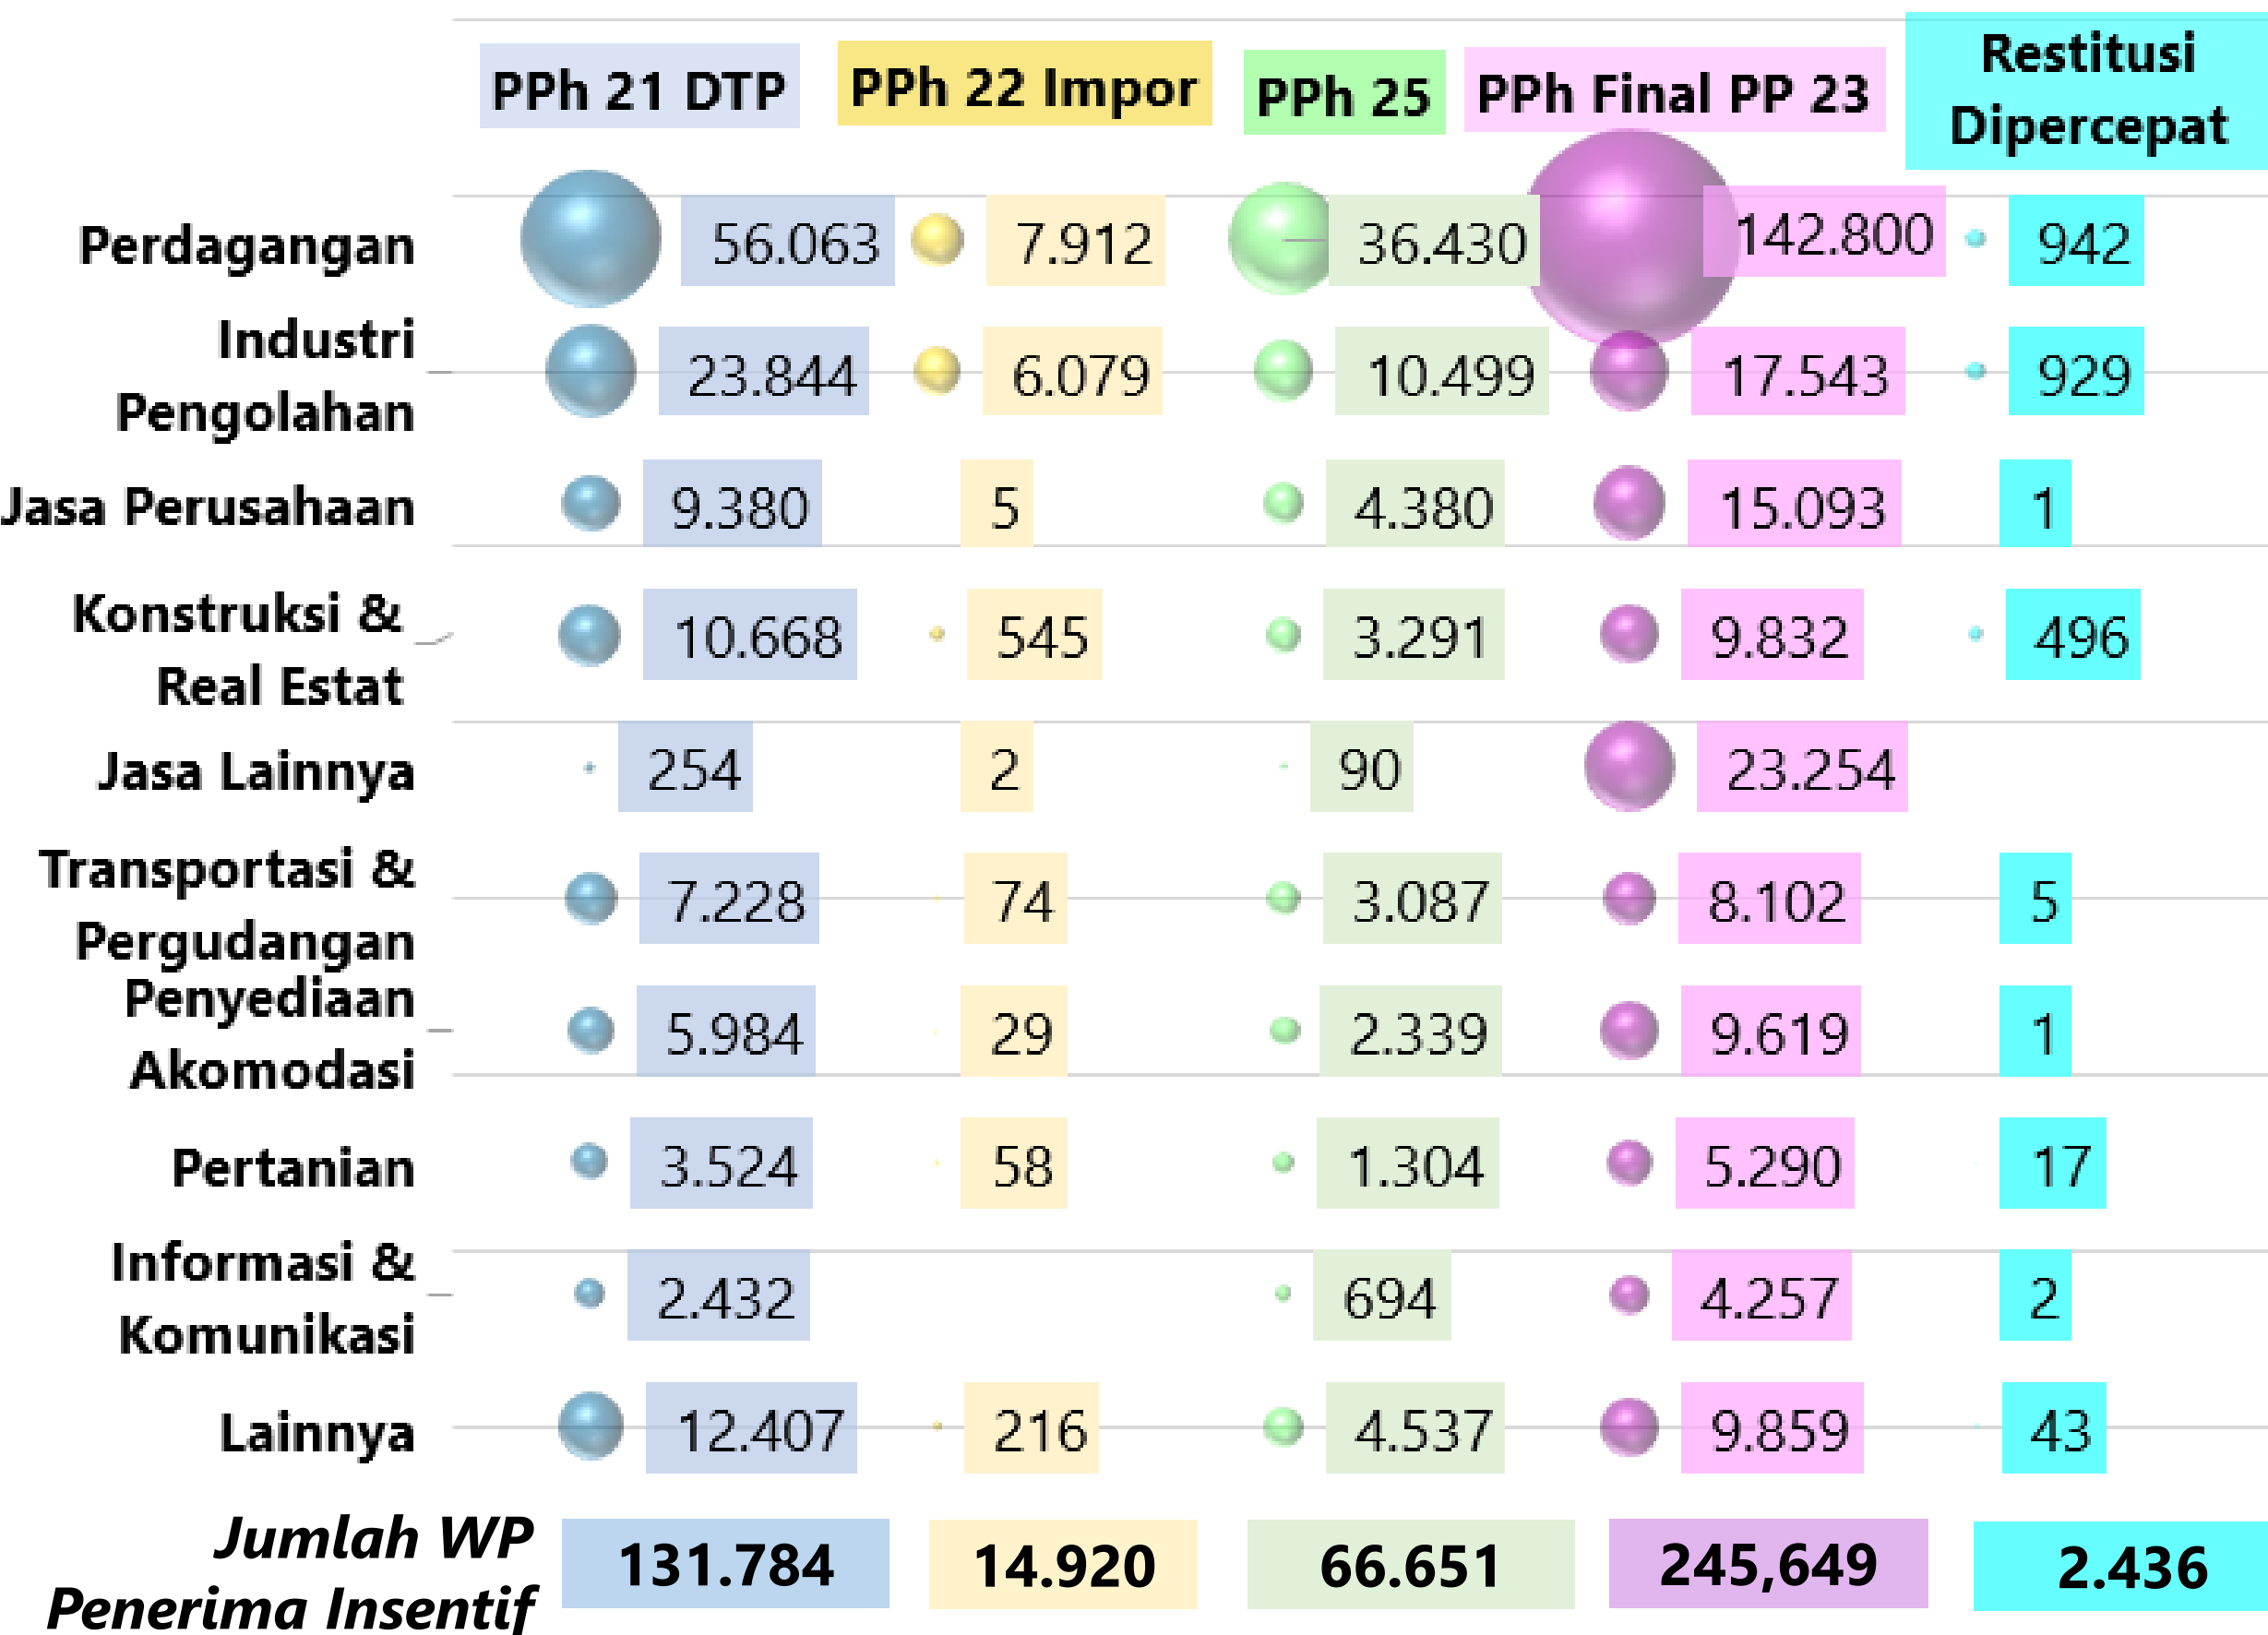 PPh 21 DTP PPh 22 Impor PPh 25 PPh Final PP 23 Restitusi
Dipercepat
Perdagangan 56.063 7.912 36.430 142.800 942
Industri
Pengolahan 23.844 6.079 10.499 17.543 929
Jasa Perusahaan 9.380 5 4.380 15.093 1
Konstruksi &
Real Estat 10.668 545 3.291 9.832 496
Jasa Lainnya 254 2 90 23.254
Transportasi &
Pergudangan 7.228 74 3.087 8.102 5
Penyediaan
Akomodasi 5.984 29 2.339 9.619 1
Pertanian 3.524 58 1.304 5.290 17
Informasi &
Komunikasi 2.432 694 4.257 2
Lainnya 12.407 216 4.537 9.859 43
Jumlah WP
Penerima Insentif 131.784 14.920 66.651 245,649 2.436